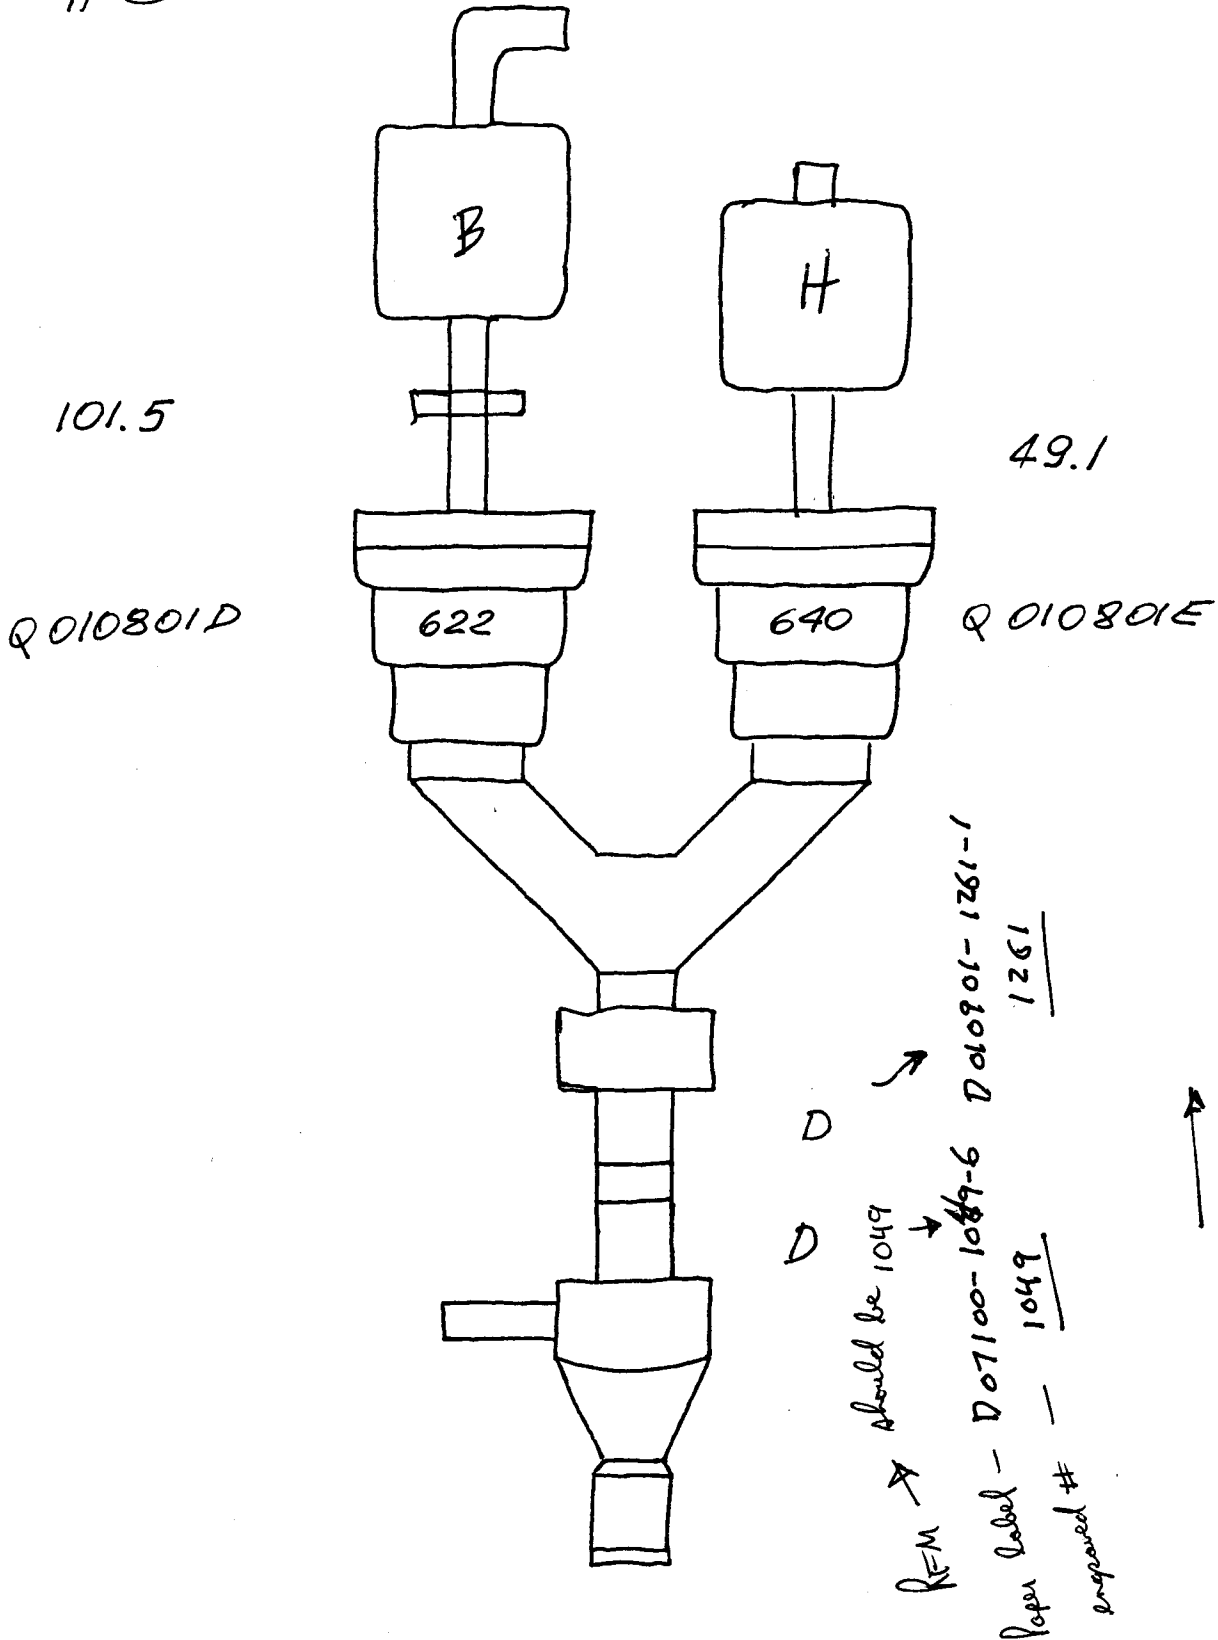 B
H
101.5
49.1
Q010801D
622
640
Q010801E
D
D
RFM → should be 1049
Paper label - D07100-1049-6 D010901-1261-1
engraved # - 1049 1261